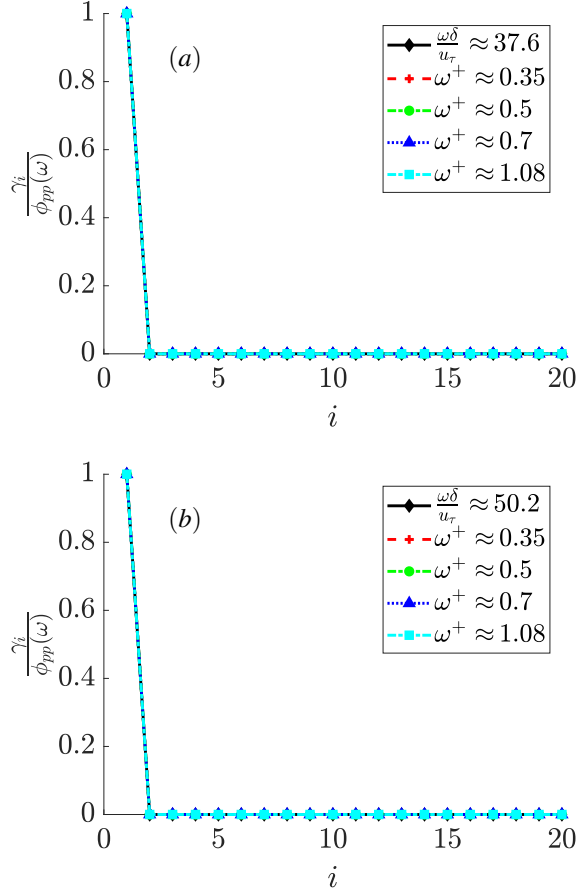 (a)
ωδ/u_τ ≈ 37.6
ω⁺ ≈ 0.35
ω⁺ ≈ 0.5
ω⁺ ≈ 0.7
ω⁺ ≈ 1.08
γ_i/ϕ_pp(ω)
1
0.8
0.6
0.4
0.2
0
0 5 10 15 20
i
(b)
ωδ/u_τ ≈ 50.2
ω⁺ ≈ 0.35
ω⁺ ≈ 0.5
ω⁺ ≈ 0.7
ω⁺ ≈ 1.08
γ_i/ϕ_pp(ω)
1
0.8
0.6
0.4
0.2
0
0 5 10 15 20
i